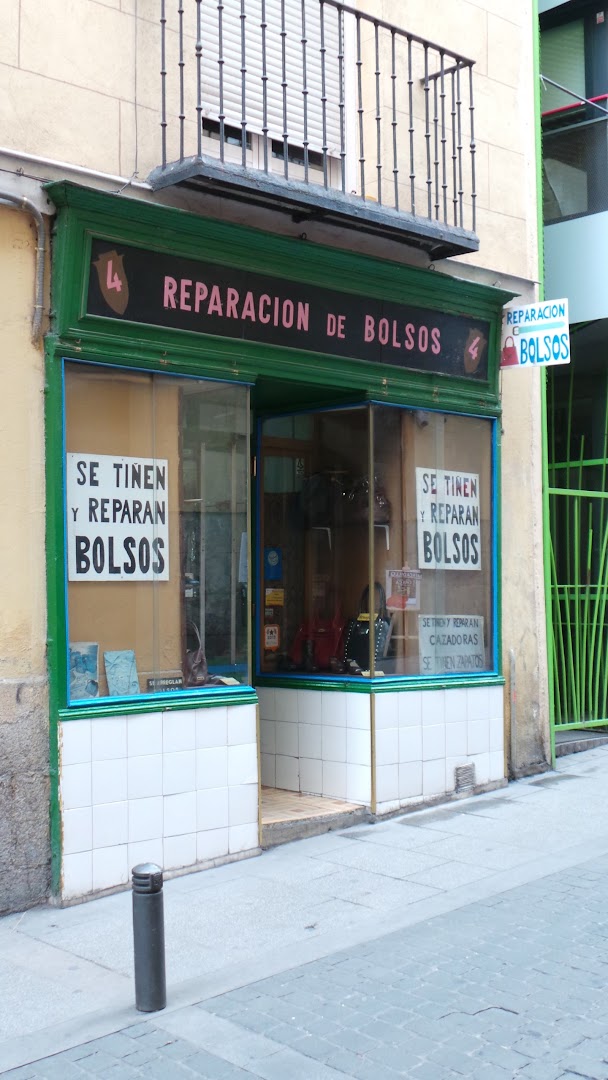 4 REPARACION DE BOLSOS 4
REPARACION
BOLSOS
SE TIÑEN
Y REPARAN
BOLSOS
SE TIÑEN
Y REPARAN
BOLSOS
SE TIÑEN Y REPARAN
CAZADORAS
SE TIÑEN ZAPATOS